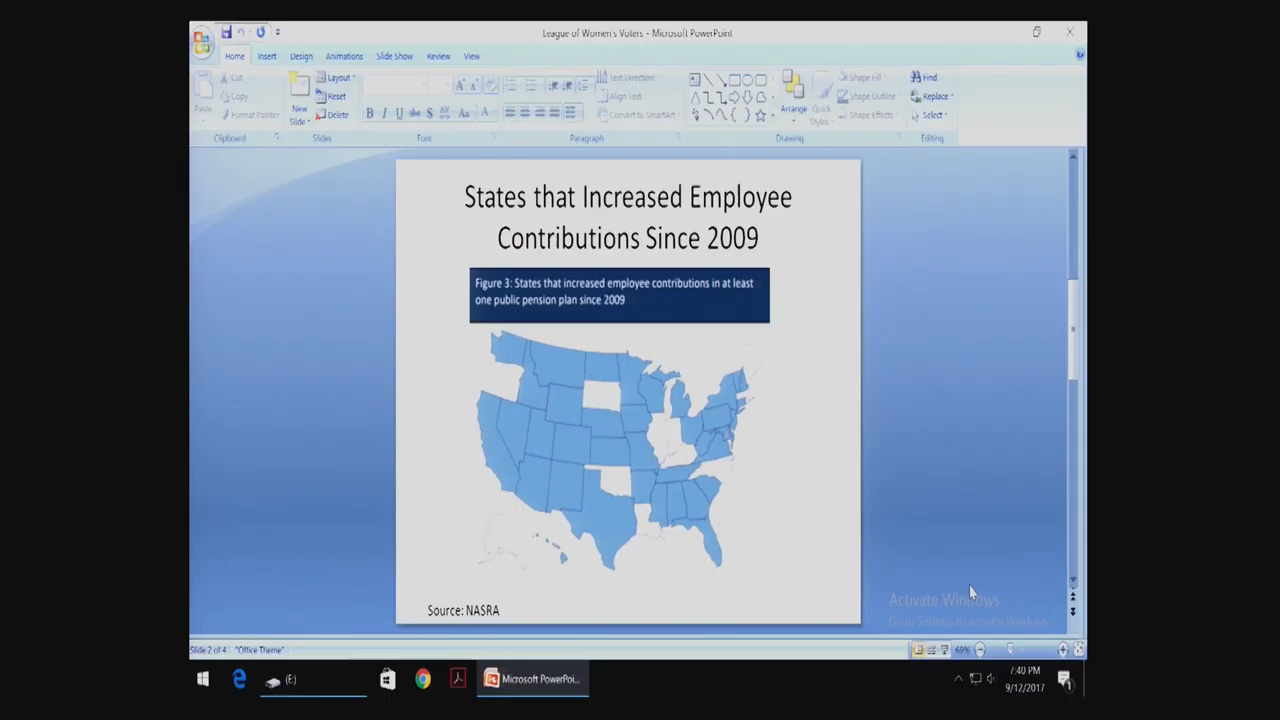 League of Women's Voters - Microsoft PowerPoint
Home Insert Design Animations Slide Show Review View
Cut Layout Text Direction Shape Fill Find
Copy Reset Align Text Shape Outline Replace
Paste Format Painter New Slide Delete B I U abe S AV Aa A Convert to SmartArt Arrange Quick Styles Shape Effects Select
Clipboard Slides Font Paragraph Drawing Editing
States that Increased Employee
Contributions Since 2009
Figure 3: States that increased employee contributions in at least
one public pension plan since 2009
Source: NASRA
Activate Windows
Go to Settings to activate Windows.
Slide 2 of 4 "Office Theme" 69%
(E:) Microsoft PowerPoi... 7:40 PM
9/12/2017